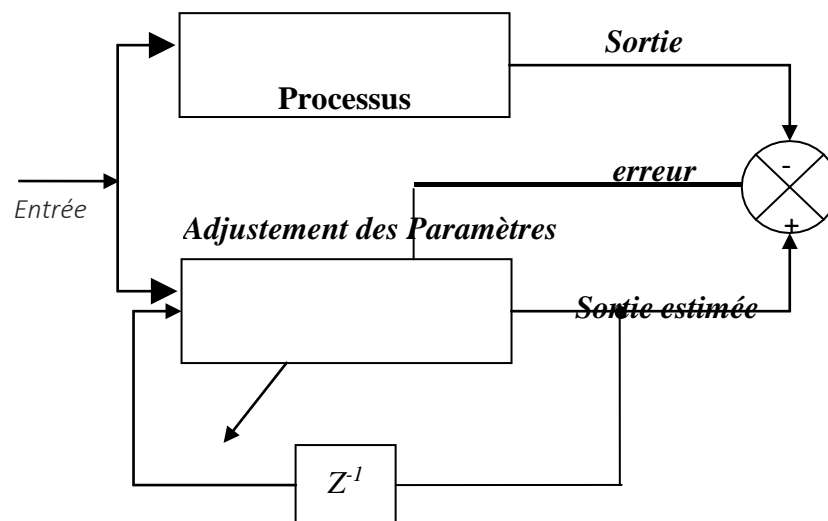 Sortie
Processus
-
erreur
Entrée
+
Adjustement des Paramètres
Sortie estimée
Z-1